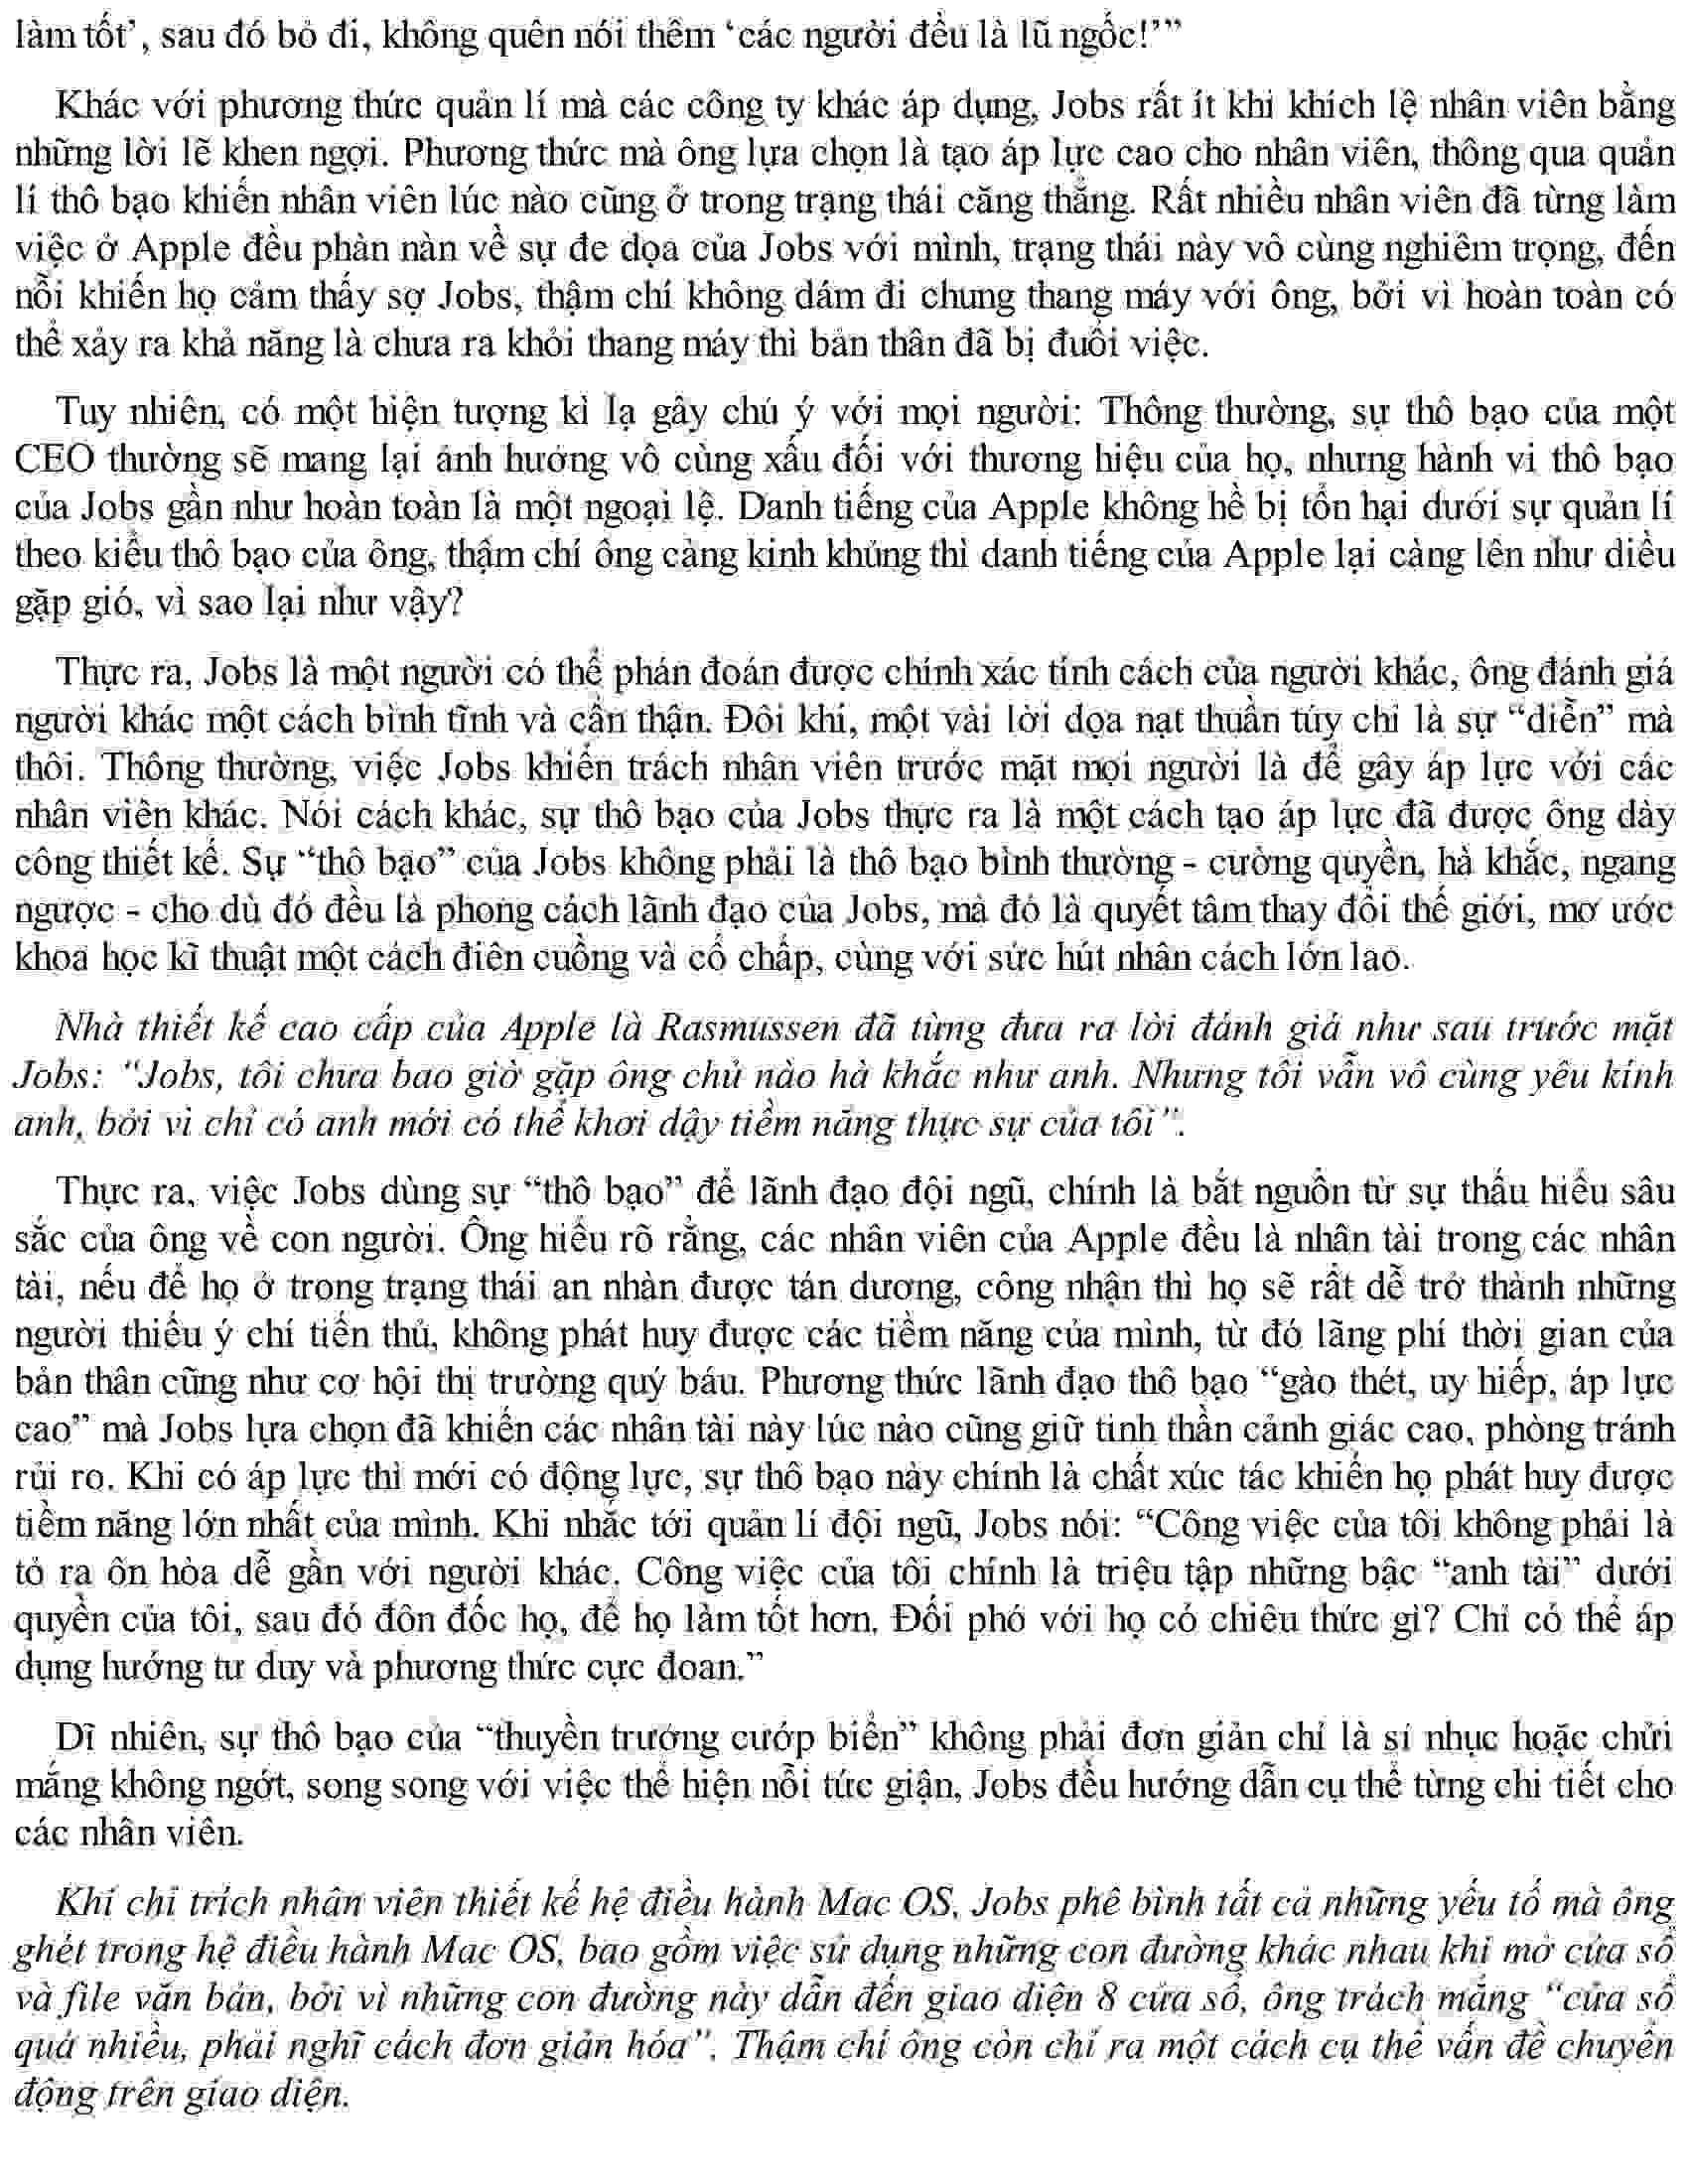 làm tốt’, sau đó bỏ đi, không quên nói thêm ‘các người đều là lũ ngốc!’”
Khác với phương thức quản lí mà các công ty khác áp dụng, Jobs rất ít khi khích lệ nhân viên bằng
những lời lẽ khen ngợi. Phương thức mà ông lựa chọn là tạo áp lực cao cho nhân viên, thông qua quản
lí thô bạo khiến nhân viên lúc nào cũng ở trong trạng thái căng thẳng. Rất nhiều nhân viên đã từng làm
việc ở Apple đều phàn nàn về sự đe dọa của Jobs với mình, trạng thái này vô cùng nghiêm trọng, đến
nỗi khiến họ cảm thấy sợ Jobs, thậm chí không dám đi chung thang máy với ông, bởi vì hoàn toàn có
thể xảy ra khả năng là chưa ra khỏi thang máy thì bản thân đã bị đuổi việc.
Tuy nhiên, có một hiện tượng kì lạ gây chú ý với mọi người: Thông thường, sự thô bạo của một
CEO thường sẽ mang lại ảnh hưởng vô cùng xấu đối với thương hiệu của họ, nhưng hành vi thô bạo
của Jobs gần như hoàn toàn là một ngoại lệ. Danh tiếng của Apple không hề bị tổn hại dưới sự quản lí
theo kiểu thô bạo của ông, thậm chí ông càng kinh khủng thì danh tiếng của Apple lại càng lên như diều
gặp gió, vì sao lại như vậy?
Thực ra, Jobs là một người có thể phán đoán được chính xác tính cách của người khác, ông đánh giá
người khác một cách bình tĩnh và cẩn thận. Đôi khi, một vài lời dọa nạt thuần túy chỉ là sự “diễn” mà
thôi. Thông thường, việc Jobs khiển trách nhân viên trước mặt mọi người là để gây áp lực với các
nhân viên khác. Nói cách khác, sự thô bạo của Jobs thực ra là một cách tạo áp lực đã được ông dày
công thiết kế. Sự “thô bạo” của Jobs không phải là thô bạo bình thường - cường quyền, hà khắc, ngang
ngược - cho dù đó đều là phong cách lãnh đạo của Jobs, mà đó là quyết tâm thay đổi thế giới, mơ ước
khoa học kĩ thuật một cách điên cuồng và cố chấp, cùng với sức hút nhân cách lớn lao.
Nhà thiết kế cao cấp của Apple là Rasmussen đã từng đưa ra lời đánh giá như sau trước mặt
Jobs: “Jobs, tôi chưa bao giờ gặp ông chủ nào hà khắc như anh. Nhưng tôi vẫn vô cùng yêu kính
anh, bởi vì chỉ có anh mới có thể khơi dậy tiềm năng thực sự của tôi”.
Thực ra, việc Jobs dùng sự “thô bạo” để lãnh đạo đội ngũ, chính là bắt nguồn từ sự thấu hiểu sâu
sắc của ông về con người. Ông hiểu rõ rằng, các nhân viên của Apple đều là nhân tài trong các nhân
tài, nếu để họ ở trong trạng thái an nhàn được tán dương, công nhận thì họ sẽ rất dễ trở thành những
người thiếu ý chí tiến thủ, không phát huy được các tiềm năng của mình, từ đó lãng phí thời gian của
bản thân cũng như cơ hội thị trường quý báu. Phương thức lãnh đạo thô bạo “gào thét, uy hiếp, áp lực
cao” mà Jobs lựa chọn đã khiến các nhân tài này lúc nào cũng giữ tinh thần cảnh giác cao, phòng tránh
rủi ro. Khi có áp lực thì mới có động lực, sự thô bạo này chính là chất xúc tác khiến họ phát huy được
tiềm năng lớn nhất của mình. Khi nhắc tới quản lí đội ngũ, Jobs nói: “Công việc của tôi không phải là
tỏ ra ôn hòa dễ gần với người khác. Công việc của tôi chính là triệu tập những bậc “anh tài” dưới
quyền của tôi, sau đó đôn đốc họ, để họ làm tốt hơn. Đối phó với họ có chiêu thức gì? Chỉ có thể áp
dụng hướng tư duy và phương thức cực đoan.”
Dĩ nhiên, sự thô bạo của “thuyền trưởng cướp biển” không phải đơn giản chỉ là sỉ nhục hoặc chửi
mắng không ngớt, song song với việc thể hiện nỗi tức giận, Jobs đều hướng dẫn cụ thể từng chi tiết cho
các nhân viên.
Khi chỉ trích nhân viên thiết kế hệ điều hành Mac OS, Jobs phê bình tất cả những yếu tố mà ông
ghét trong hệ điều hành Mac OS, bao gồm việc sử dụng những con đường khác nhau khi mở cửa sổ
và file văn bản, bởi vì những con đường này dẫn đến giao diện 8 cửa sổ, ông trách mắng “cửa sổ
quá nhiều, phải nghĩ cách đơn giản hóa”. Thậm chí ông còn chỉ ra một cách cụ thể vấn đề chuyển
động trên giao diện.